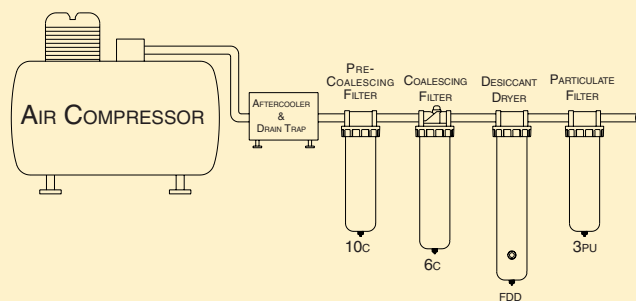 AIR COMPRESSOR
AFTERCOOLER
&
DRAIN TRAP
PRE-
COALESCING
FILTER
COALESCING
FILTER
DESICCANT
DRYER
PARTICULATE
FILTER
10C
6C
FDD
3PU